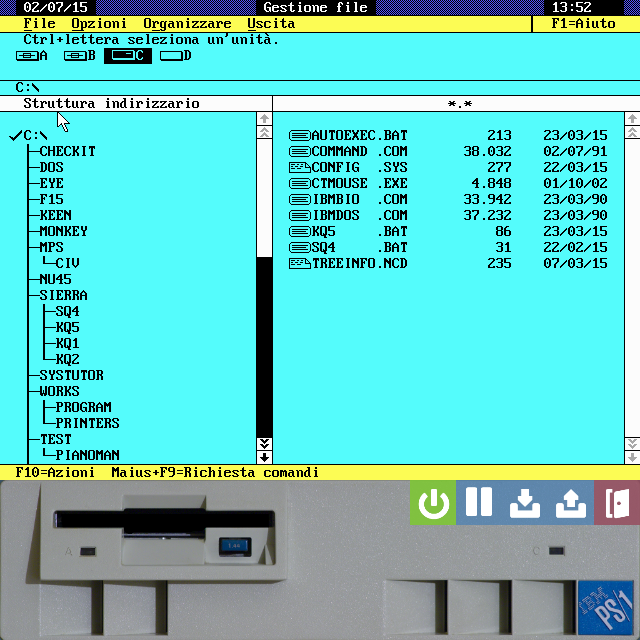 02/07/15 Gestione file 13:52
File Opzioni Organizzare Uscita F1=Aiuto
Ctrl+lettera seleziona un'unità.
A B C D
C:\
Struttura indirizzario *.*
C:\ AUTOEXEC.BAT 213 23/03/15
CHECKIT COMMAND .COM 38.032 02/07/91
DOS CONFIG .SYS 277 22/03/15
EYE CTMOUSE .EXE 4.848 01/10/02
F15 IBMBIO .COM 33.942 23/03/90
KEEN IBMDOS .COM 37.232 23/03/90
MONKEY KQ5 .BAT 86 23/03/15
MPS SQ4 .BAT 31 22/02/15
CIV TREEINFO.NCD 235 07/03/15
NU45
SIERRA
SQ4
KQ5
KQ1
KQ2
SYSTUTOR
WORKS
PROGRAM
PRINTERS
TEST
PIANOMAN
F10=Azioni Maius+F9=Richiesta comandi
A C
IBM
PS/1